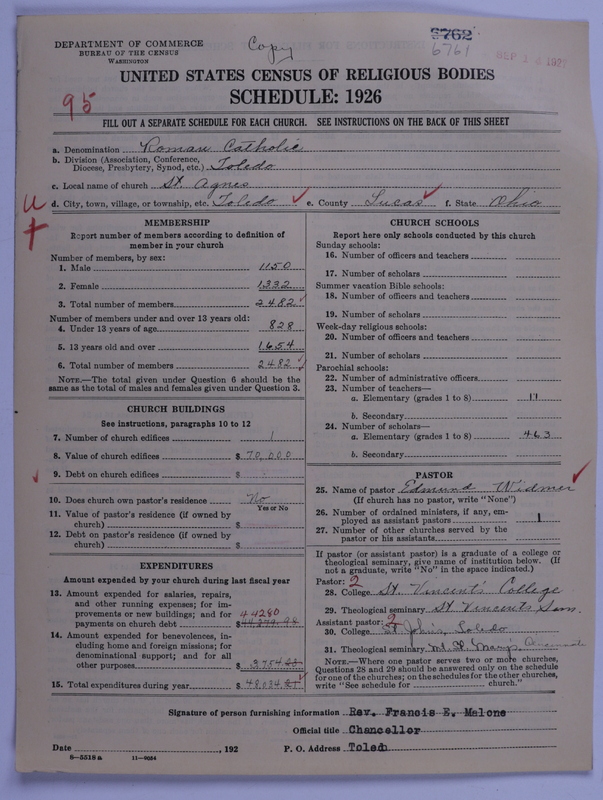 DEPARTMENT OF COMMERCE
BUREAU OF THE CENSUS
WASHINGTON
Copy
6762
6761
SEP 1927
UNITED STATES CENSUS OF RELIGIOUS BODIES
SCHEDULE: 1926
95
FILL OUT A SEPARATE SCHEDULE FOR EACH CHURCH. SEE INSTRUCTIONS ON THE BACK OF THIS SHEET
a. Denomination Roman Catholic
b. Division (Association, Conference, Diocese, Presbytery, Synod, etc.) Toledo
c. Local name of church St. Agnes
d. City, town, village, or township, etc. Toledo e. County Lucas f. State Ohio
u
MEMBERSHIP
Report number of members according to definition of
member in your church
Number of members, by sex:
1. Male 1150
2. Female 1332
3. Total number of members 2482
Number of members under and over 13 years old:
4. Under 13 years of age 828
5. 13 years old and over 1654
6. Total number of members 2482
NOTE.—The total given under Question 6 should be the
same as the total of males and females given under Question 3.
CHURCH BUILDINGS
See instructions, paragraphs 10 to 12
7. Number of church edifices 1
8. Value of church edifices $ 70,000
9. Debt on church edifices $
10. Does church own pastor's residence No
Yes or No
11. Value of pastor's residence (if owned by
church) $
12. Debt on pastor's residence (if owned by
church) $
EXPENDITURES
Amount expended by your church during last fiscal year
13. Amount expended for salaries, repairs,
and other running expenses; for im-
provements or new buildings; and for 44280
payments on church debt $
14. Amount expended for benevolences, in-
cluding home and foreign missions; for
denominational support; and for all
other purposes $ 3,754
15. Total expenditures during year $ 48,034
CHURCH SCHOOLS
Report here only schools conducted by this church
Sunday schools:
16. Number of officers and teachers
17. Number of scholars
Summer vacation Bible schools:
18. Number of officers and teachers
19. Number of scholars
Week-day religious schools:
20. Number of officers and teachers
21. Number of scholars
Parochial schools:
22. Number of administrative officers
23. Number of teachers—
a. Elementary (grades 1 to 8) 11
b. Secondary
24. Number of scholars—
a. Elementary (grades 1 to 8) 463
b. Secondary
PASTOR
25. Name of pastor Edmund Widmer
(If church has no pastor, write "None")
26. Number of ordained ministers, if any, em-
ployed as assistant pastors 1
27. Number of other churches served by the
pastor or his assistants
If pastor (or assistant pastor) is a graduate of a college or
theological seminary, give name of institution below. (If
not a graduate, write "No" in the space indicated.)
Pastor: 2
28. College St. Vincent's College
29. Theological seminary St. Vincents Sem.
Assistant pastor: 2
30. College St Johns, Toledo
31. Theological seminary Mt. St. Mary's
NOTE.—Where one pastor serves two or more churches,
Questions 28 and 29 should be answered only on the schedule
for one of the churches; on the schedules for the other churches,
write "See schedule for church."
Signature of person furnishing information Rev. Francis E. Malone
Official title Chancellor
Date , 192 P. O. Address Toledo
8—5518a 11—9054